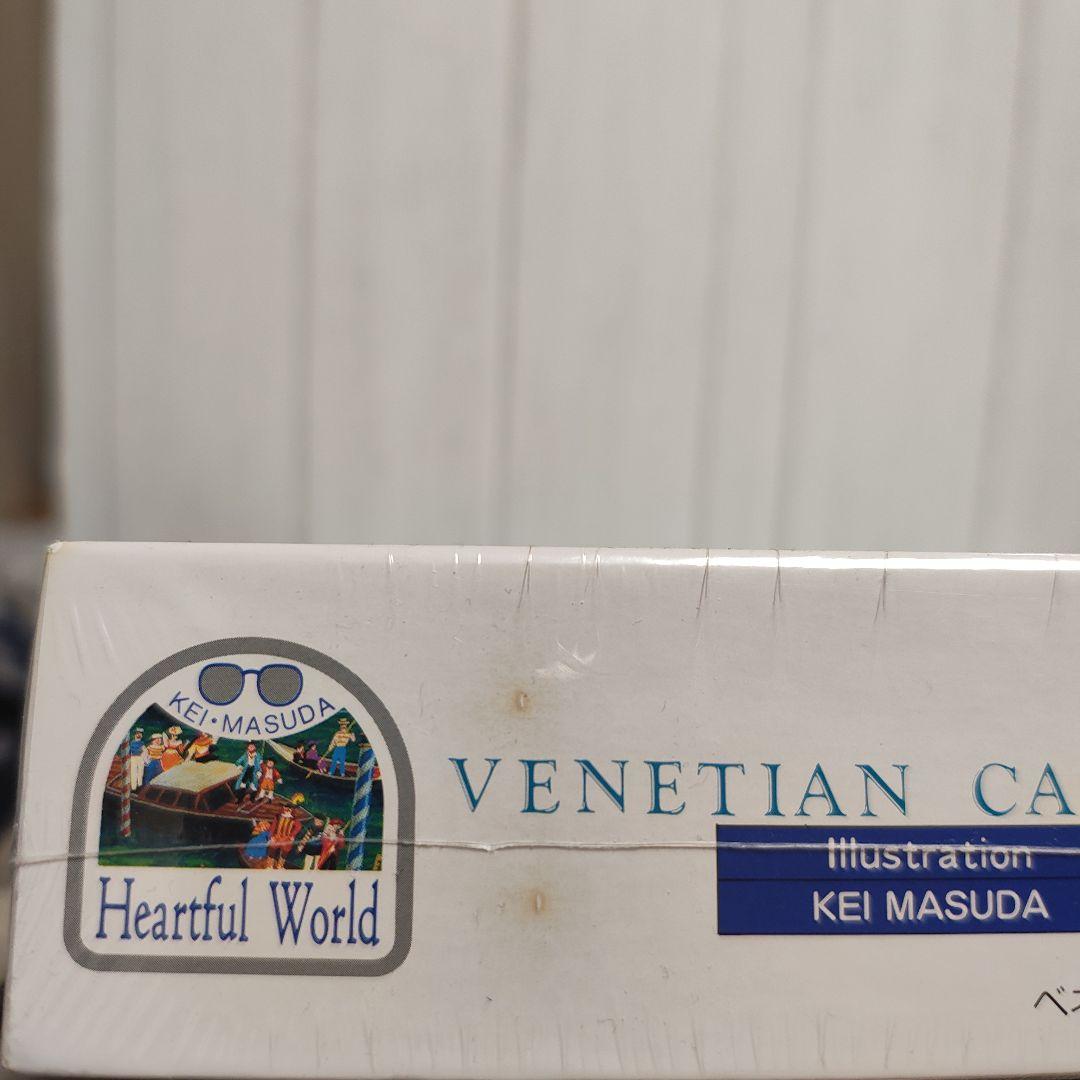 KEI・MASUDA
Heartful World
VENETIAN CA
Illustration
KEI MASUDA
ベ